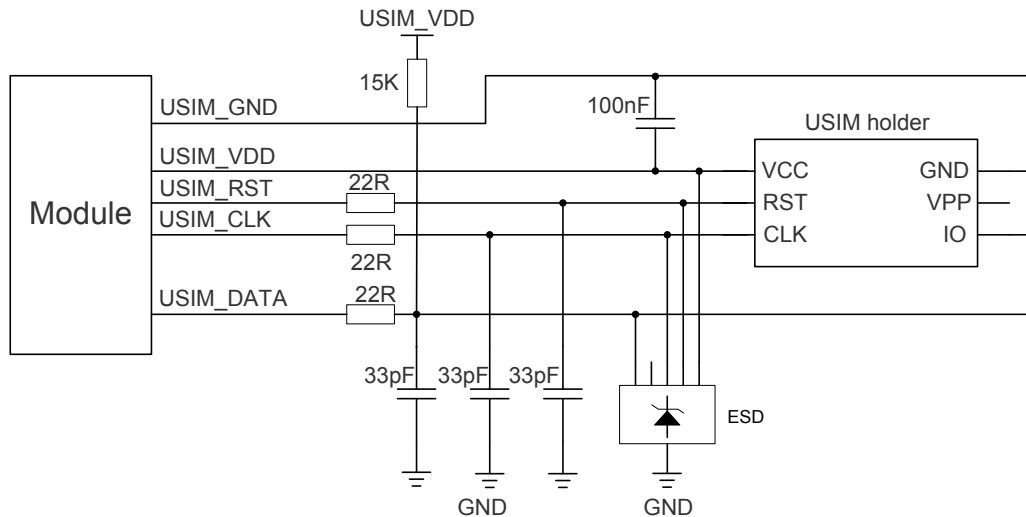 USIM_VDD
15K
USIM_GND
100nF
USIM holder
USIM_VDD
VCC
GND
USIM_RST
22R
RST
VPP
Module
USIM_CLK
CLK
IO
22R
USIM_DATA
22R
33pF
33pF
33pF
ESD
GND
GND